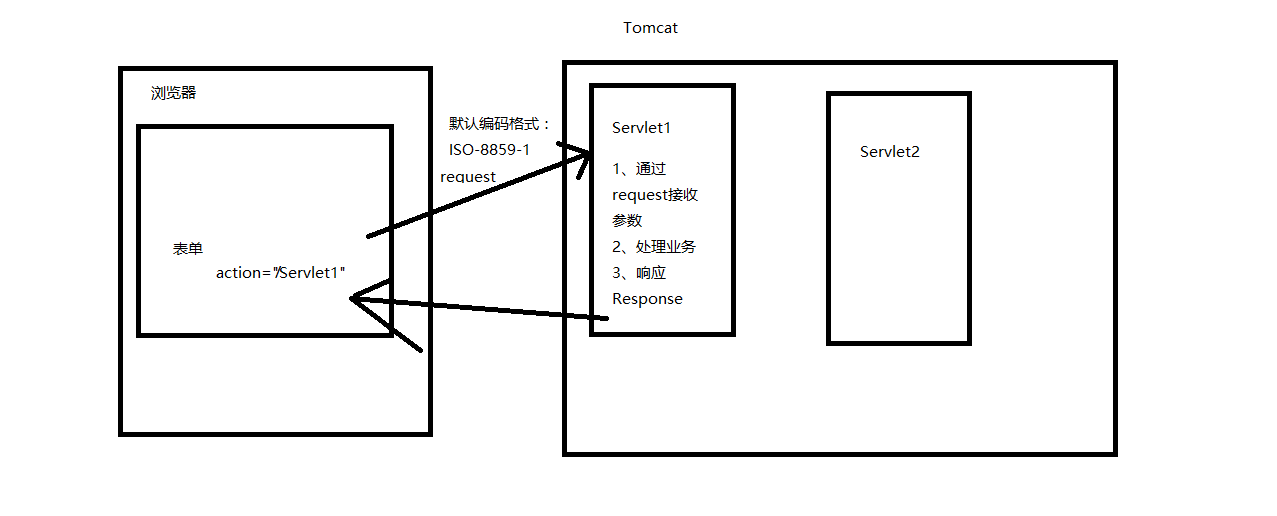 Tomcat
浏览器
默认编码格式：
ISO-8859-1
request
表单
action="/Servlet1"
Servlet1
1、通过
request接收
参数
2、处理业务
3、响应
Response
Servlet2